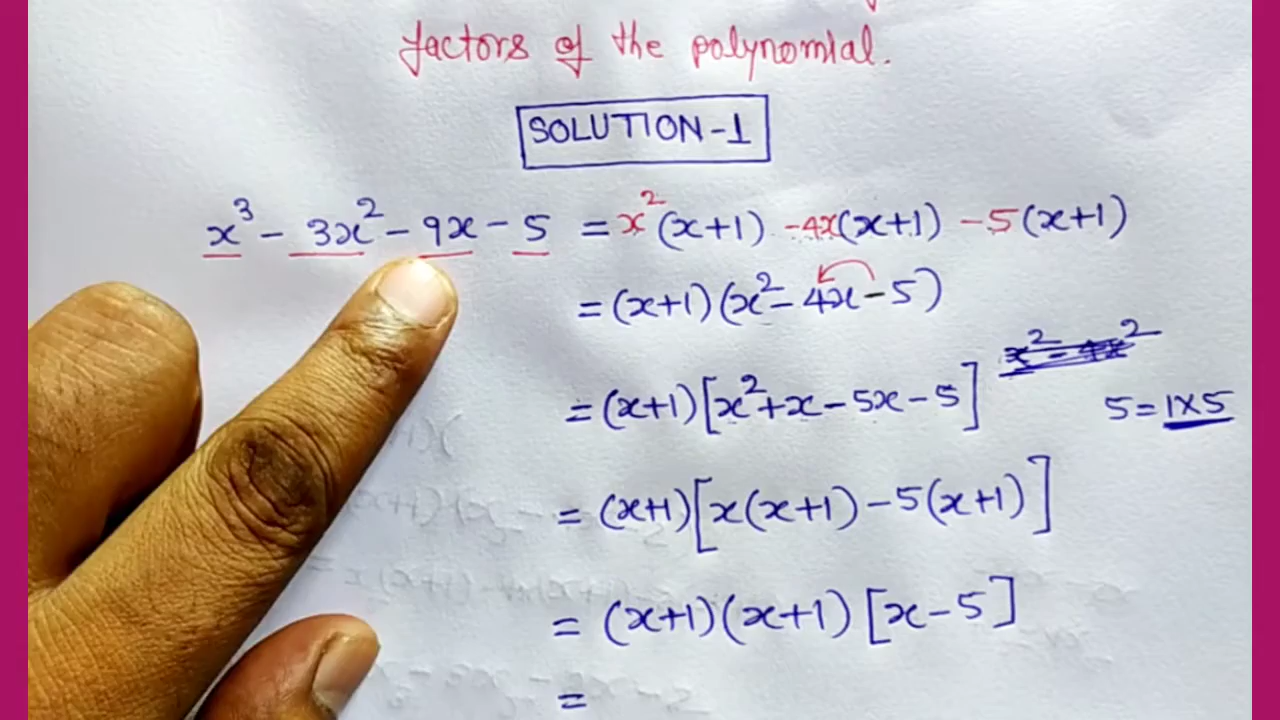 factors of the polynomial.
SOLUTION-1
x³ - 3x² - 9x - 5 = x²(x+1) -4x(x+1) -5(x+1)
= (x+1)(x² - 4x - 5)
= (x+1)[x²+x-5x-5]
5 = 1×5
= (x+1)[x(x+1)-5(x+1)]
= (x+1)(x+1)[x-5]
=